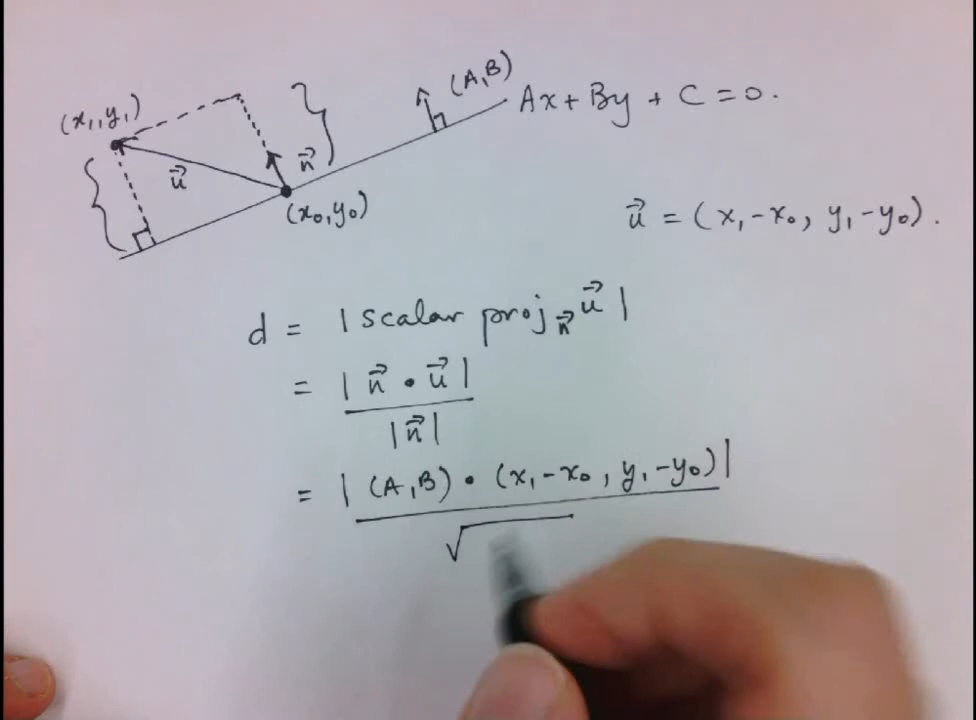 (A,B)
Ax + By + C = 0.
(x₁,y₁)
n⃗
u⃗
(x₀,y₀)
u⃗ = (x₁-x₀, y₁-y₀).
d = |scalar proj_n⃗ u⃗|
= |n⃗ • u⃗|
|n⃗|
= |(A,B) • (x₁-x₀, y₁-y₀)|
√